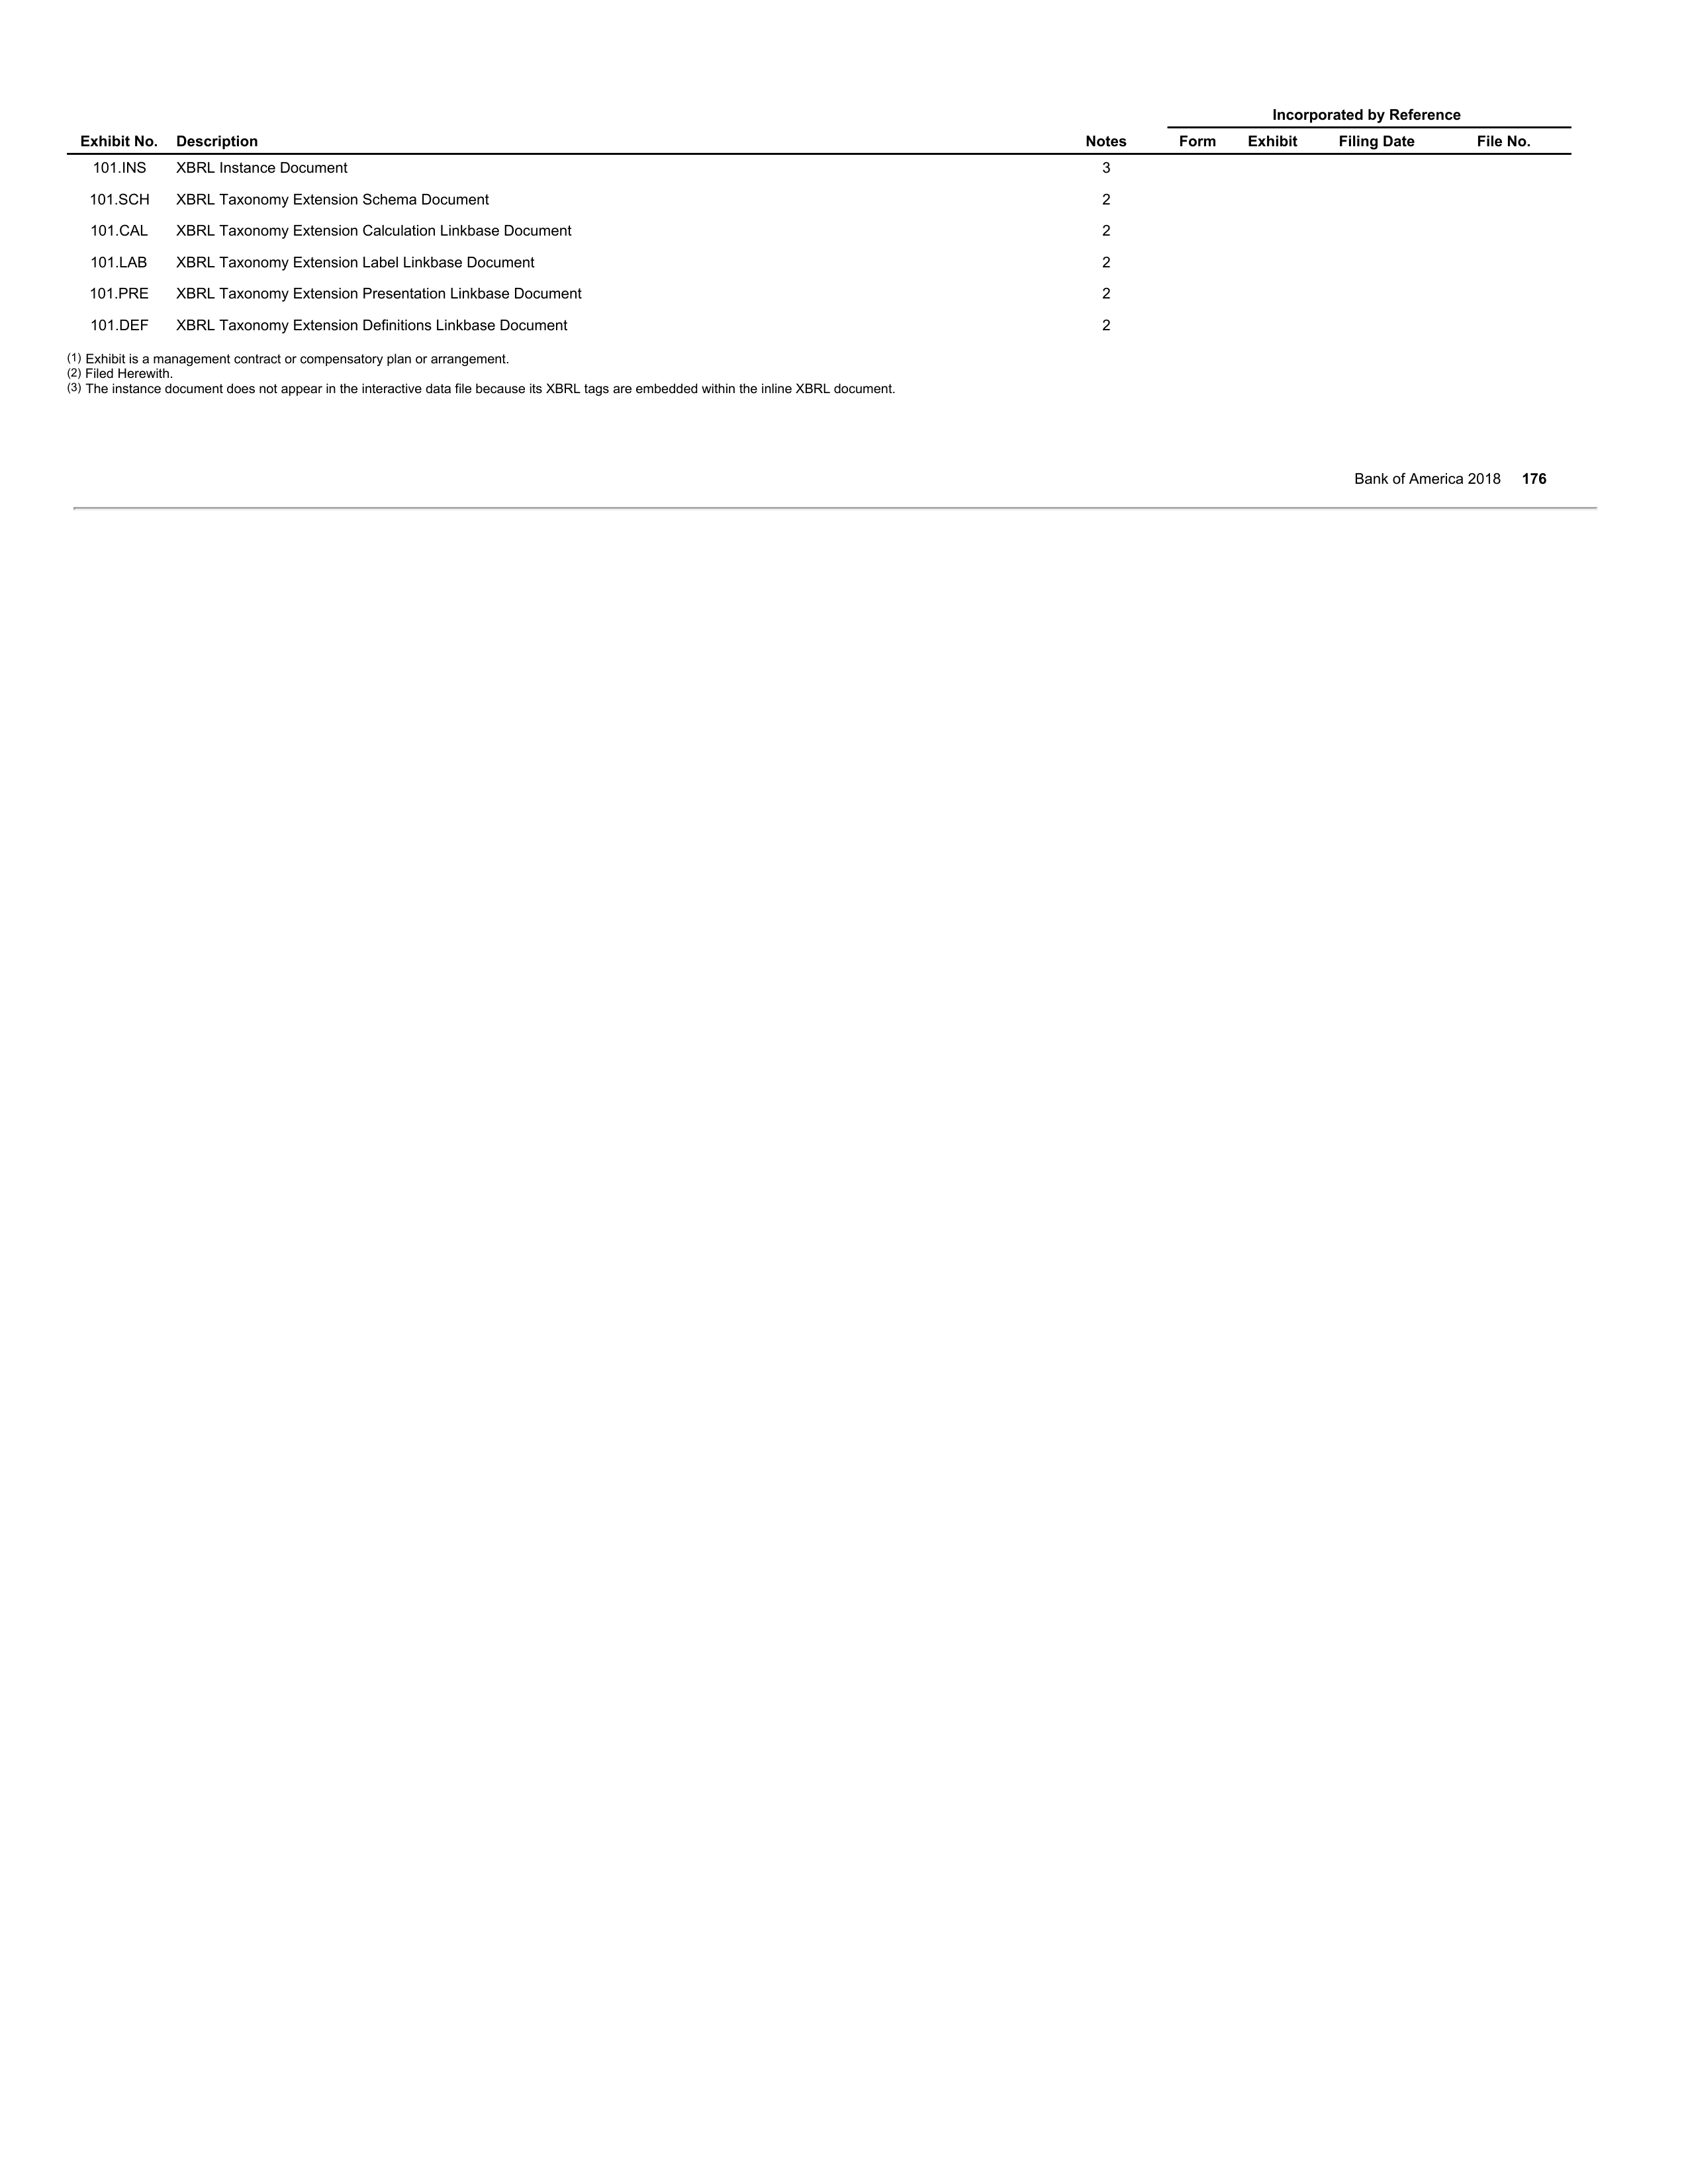 Incorporated by Reference
Exhibit No. Description Notes Form Exhibit Filing Date File No.
101.INS XBRL Instance Document 3
101.SCH XBRL Taxonomy Extension Schema Document 2
101.CAL XBRL Taxonomy Extension Calculation Linkbase Document 2
101.LAB XBRL Taxonomy Extension Label Linkbase Document 2
101.PRE XBRL Taxonomy Extension Presentation Linkbase Document 2
101.DEF XBRL Taxonomy Extension Definitions Linkbase Document 2
(1) Exhibit is a management contract or compensatory plan or arrangement.
(2) Filed Herewith.
(3) The instance document does not appear in the interactive data file because its XBRL tags are embedded within the inline XBRL document.
Bank of America 2018 176